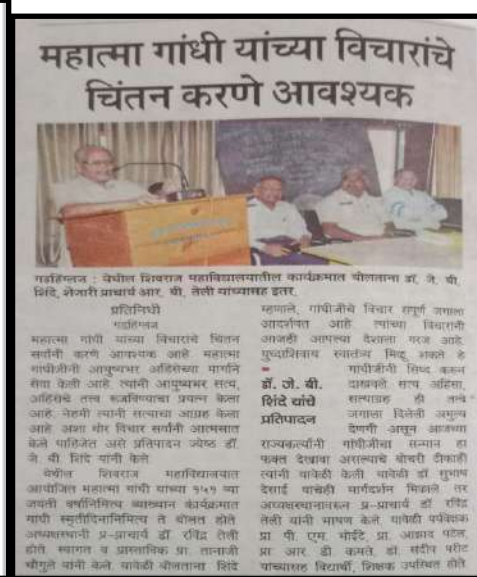 महात्मा गांधी यांच्या विचारांचे
चिंतन करणे आवश्यक
गडहिंग्लज : येथील शिवराज महाविद्यालयातील कार्यक्रमात बोलताना डॉ. जे. बी.
शिंदे, शेजारी प्राचार्य आर. बी. तेली यांच्यासह इतर.
प्रतिनिधी
गडहिंग्लज
महात्मा गांधी यांच्या विचारांचे चिंतन
सर्वांनी करणे आवश्यक आहे. महात्मा
गांधीजींनी आयुष्यभर अहिंसेच्या मार्गाने
सेवा केली आहे. त्यांनी आयुष्यभर सत्य,
अहिंसेचे तत्त्व रूजविण्याचा प्रयत्न केला
आहे. नेहमी त्यांनी सत्याचा आग्रह केला
आहे. अशा थोर विचार सर्वांनी आत्मसात
केले पाहिजेत असे प्रतिपादन ज्येष्ठ डॉ.
जे. बी. शिंदे यांनी केले.
येथील शिवराज महाविद्यालयात
आयोजित महात्मा गांधी यांच्या १५१ व्या
जयंती वर्षानिमित्य व्याख्यान कार्यक्रमात
गांधी स्मृतीदिनानिमित्य ते बोलत होते.
अध्यक्षस्थानी प्र-प्राचार्य डॉ. रविंद्र तेली
होते. स्वागत व प्रास्ताविक प्रा. तानाजी
चौगुले यांनी केले. यावेळी बोलताना शिंदे
म्हणाले, गांधीजींचे विचार संपूर्ण जगाला
आदर्शवत आहे. त्यांच्या विचारांची
आजही आपल्या देशाला गरज आहे.
युध्दाशिवाय स्वातंत्र्य मिळू शकते हे
गांधीजींनी सिध्द करून
दाखवले. सत्य, अहिंसा,
सत्याग्रह ही तत्वे
जगाला दिलेली अमुल्य
देणगी असून आजच्या
डॉ. जे. बी.
शिंदे यांचे
प्रतिपादन
राज्यकर्त्यांनी गांधीजींचा सन्मान हा
फक्त देखावा असल्याचे बोचरी टीकाही
त्यांनी यावेळी केली. यावेळी डॉ. सुभाष
देसाई यांचेही मार्गदर्शन मिळाले. तर
अध्यक्षस्थानावरून प्र-प्राचार्य डॉ. रविंद्र
तेली यांनी भाषण केले. यावेळी पर्यवेक्षक
प्रा. पी. एम. भोईटे, प्रा. आझाद पटेल,
प्रा. आर. डी. कमते, डॉ. संदीप परीट
यांच्यासह विद्यार्थी, शिक्षक उपस्थित होते.